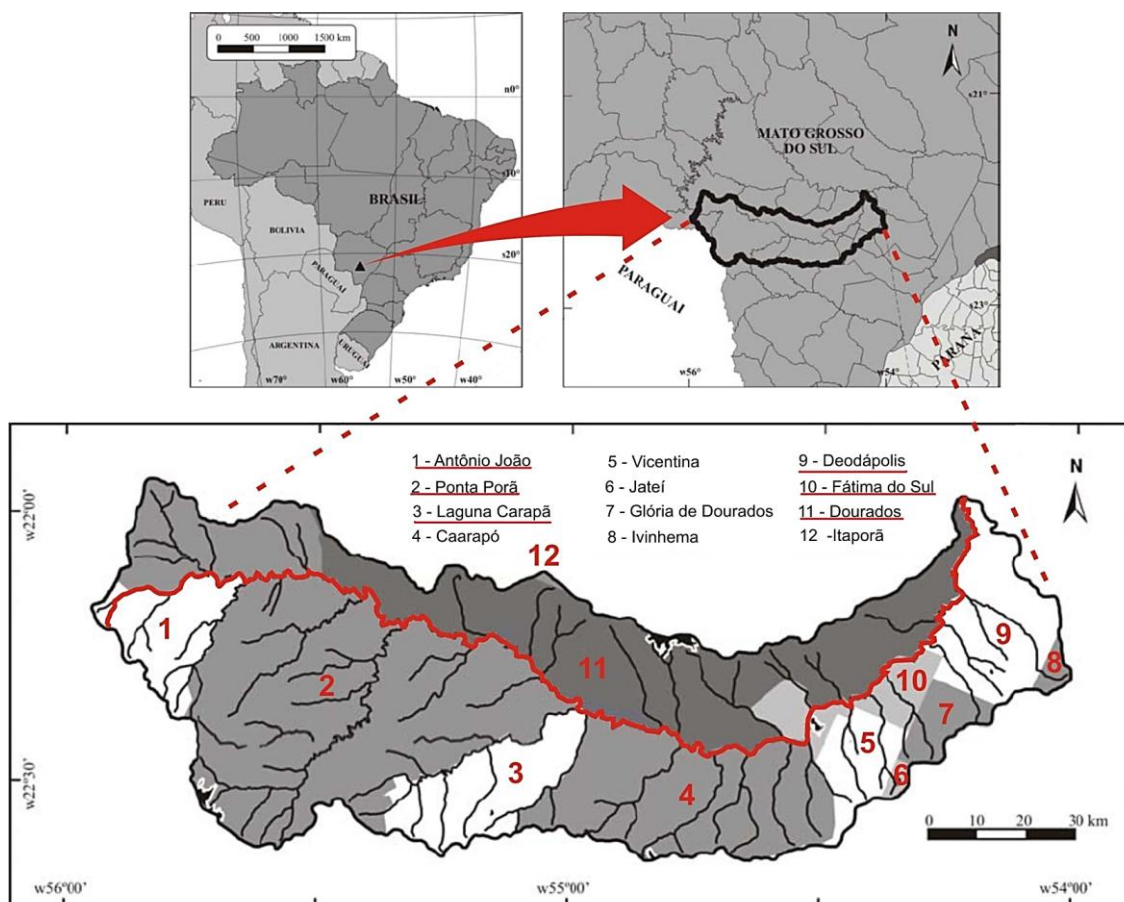 0 500 1000 1500 km
n0°
s10°
BRASIL
PERU
BOLIVIA
s20°
PARAGUAI
ARGENTINA
URUGUAI
w70° w60° w50° w40°
N
s21°
MATO GROSSO
DO SUL
PARAGUAI
s23°
PARANA
w56° w54°
1 - Antônio João
2 - Ponta Porã
3 - Laguna Carapã
4 - Caarapó
5 - Vicentina
6 - Jateí
7 - Glória de Dourados
8 - Ivinhema
9 - Deodápolis
10 - Fátima do Sul
11 - Dourados
12 -Itaporã
N
w22°00'
12
1
9
2
11
10
8
7
5
3
6
4
w22°30'
0 10 20 30 km
w56°00' w55°00' w54°00'